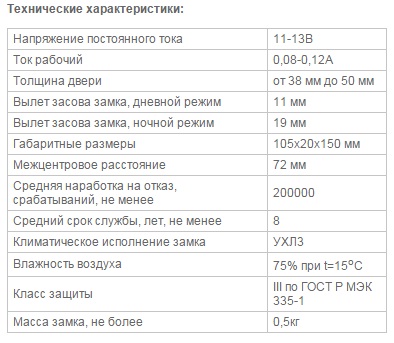 Технические характеристики:
Напряжение постоянного тока 11-13В
Ток рабочий 0,08-0,12А
Толщина двери от 38 мм до 50 мм
Вылет засова замка, дневной режим 11 мм
Вылет засова замка, ночной режим 19 мм
Габаритные размеры 105х20х150 мм
Межцентровое расстояние 72 мм
Средняя наработка на отказ,
срабатываний, не менее 200000
Средний срок службы, лет, не менее 8
Климатическое исполнение замка УХЛ3
Влажность воздуха 75% при t=15°С
Класс защиты III по ГОСТ Р МЭК
335-1
Масса замка, не более 0,5кг